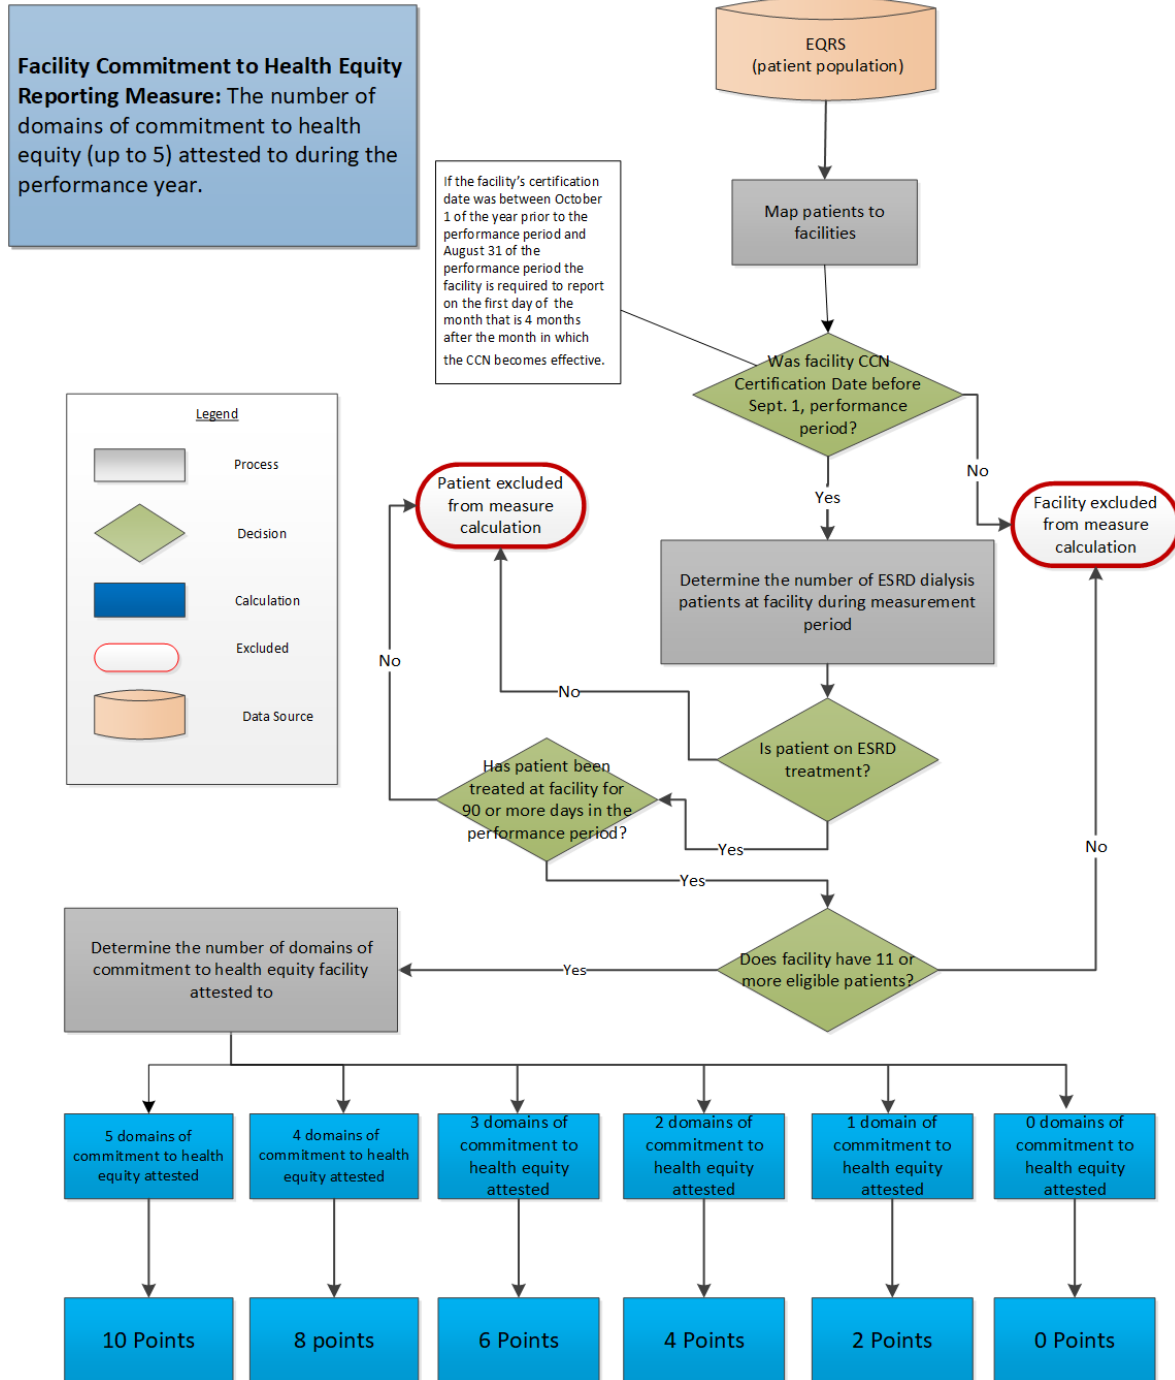 Facility Commitment to Health Equity
Reporting Measure: The number of
domains of commitment to health
equity (up to 5) attested to during the
performance year.
EQRS
(patient population)
Map patients to
facilities
If the facility's certification
date was between October
1 of the year prior to the
performance period and
August 31 of the
performance period the
facility is required to report
on the first day of the
month that is 4 months
after the month in which
the CCN becomes effective.
Was facility CCN
Certification Date before
Sept. 1, performance
period?
No
Yes
Facility excluded
from measure
calculation
Patient excluded
from measure
calculation
Legend
Process
Decision
Calculation
Excluded
Data Source
Determine the number of ESRD dialysis
patients at facility during measurement
period
No
No
Is patient on ESRD
treatment?
Has patient been
treated at facility for
90 or more days in the
performance period?
Yes
No
Yes
Does facility have 11 or
more eligible patients?
Yes
Determine the number of domains of
commitment to health equity facility
attested to
5 domains of
commitment to health
equity attested
4 domains of
commitment to health
equity attested
3 domains of
commitment to
health equity
attested
2 domains of
commitment to
health equity
attested
1 domain of
commitment to
health equity
attested
0 domains of
commitment to
health equity
attested
10 Points
8 points
6 Points
4 Points
2 Points
0 Points